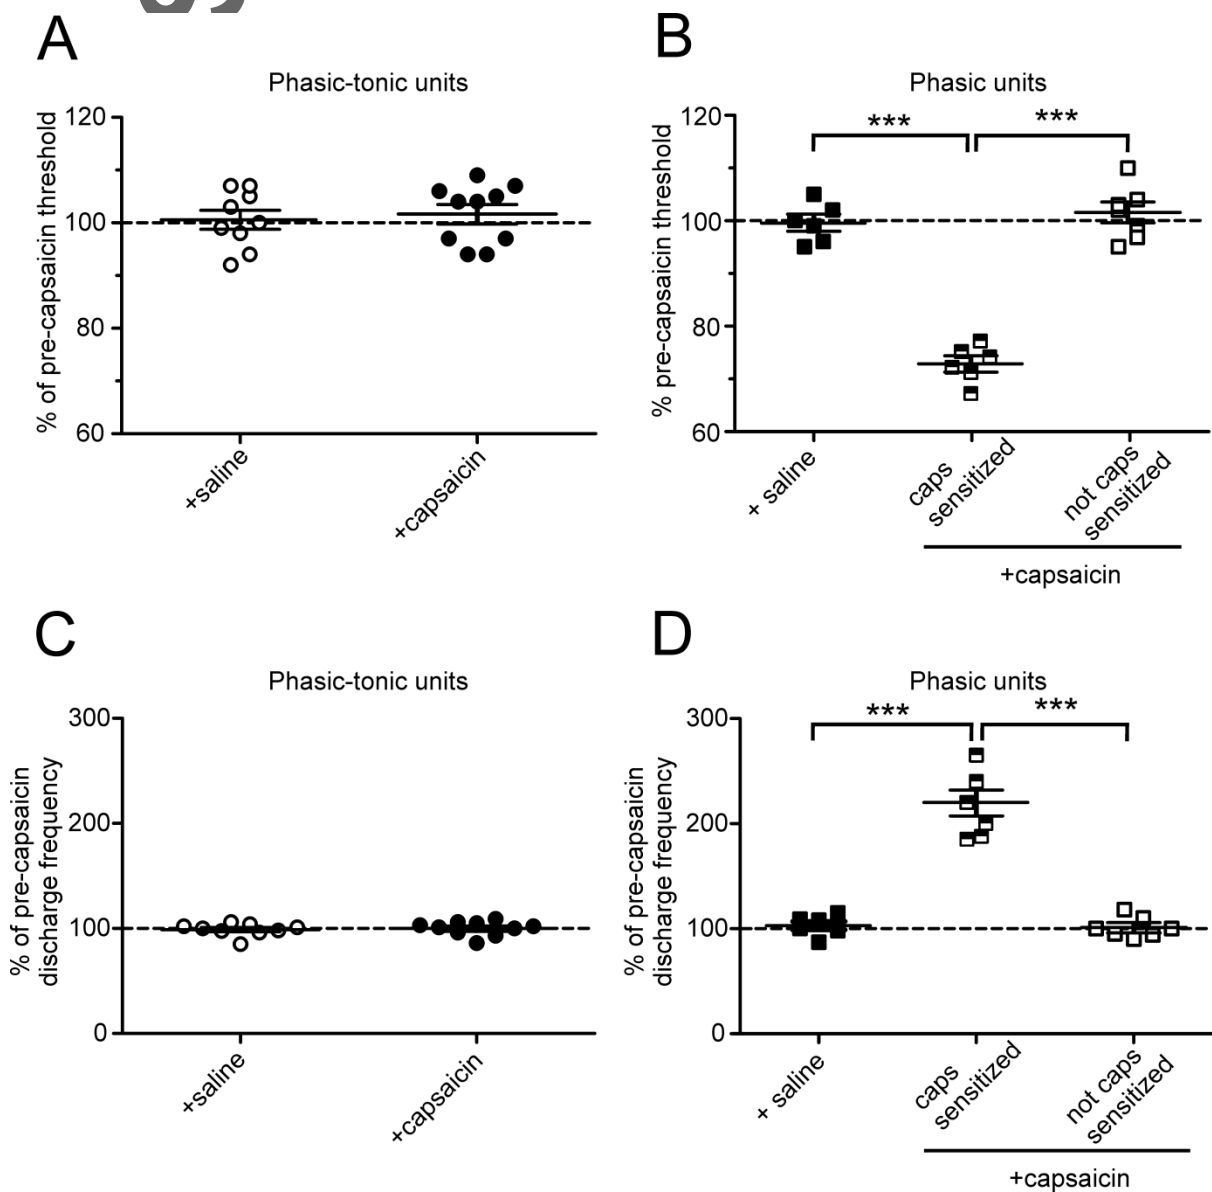 A
Phasic-tonic units
% of pre-capsaicin threshold
120
100
80
60
+saline
+capsaicin
B
Phasic units
% pre-capsaicin threshold
120
100
80
60
***
***
+ saline
caps
sensitized
not caps
sensitized
+capsaicin
C
Phasic-tonic units
% of pre-capsaicin
discharge frequency
300
200
100
0
+saline
+capsaicin
D
Phasic units
% of pre-capsaicin
discharge frequency
300
200
100
0
***
***
+ saline
caps
sensitized
not caps
sensitized
+capsaicin